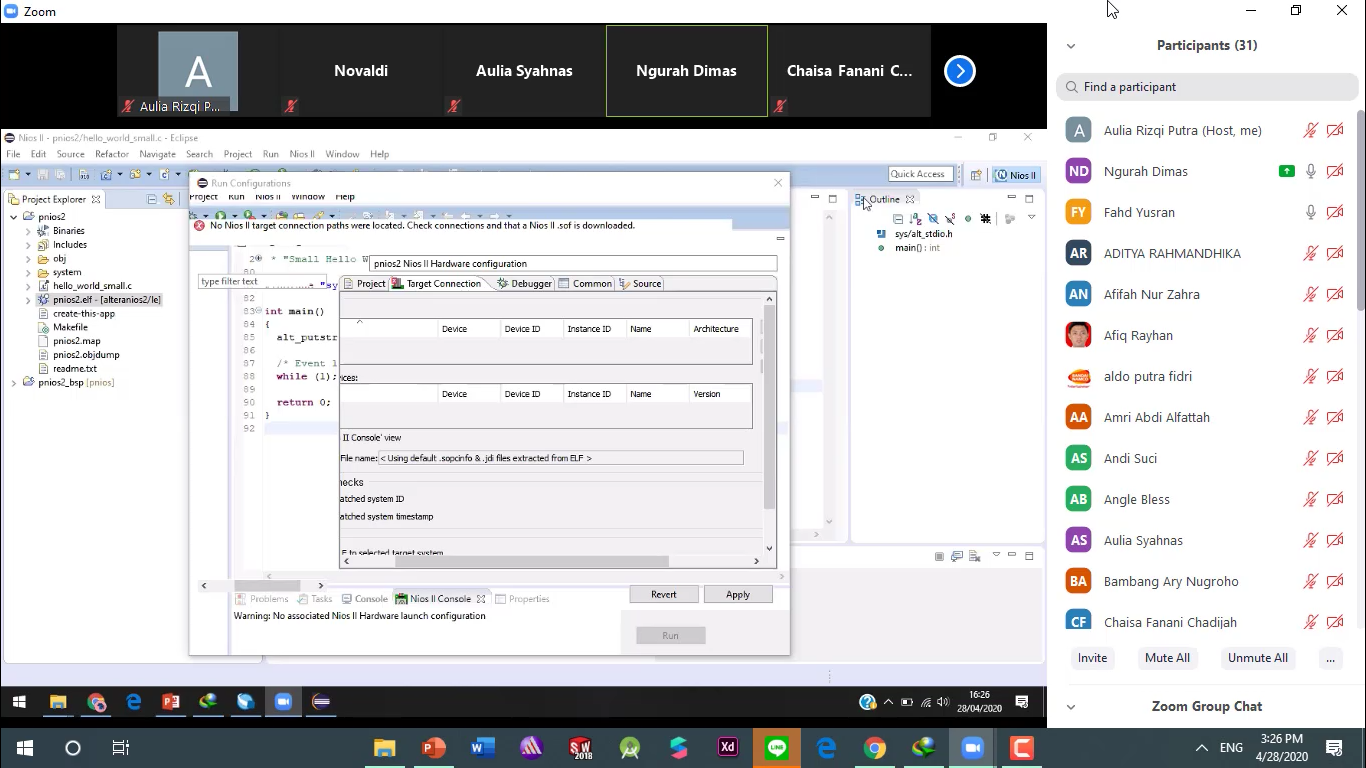 Zoom
Participants (31)
A
Aulia Rizqi P...
Novaldi
Aulia Syahnas
Ngurah Dimas
Chaisa Fanani C...
Find a participant
A Aulia Rizqi Putra (Host, me)
ND Ngurah Dimas
FY Fahd Yusran
AR ADITYA RAHMANDHIKA
AN Afifah Nur Zahra
Afiq Rayhan
aldo putra fidri
AA Amri Abdi Alfattah
AS Andi Suci
AB Angle Bless
AS Aulia Syahnas
BA Bambang Ary Nugroho
CF Chaisa Fanani Chadijah
Invite Mute All Unmute All ...
Zoom Group Chat
Nios II - pnios2/hello_world_small.c - Eclipse
File Edit Source Refactor Navigate Search Project Run Nios II Window Help
Quick Access
Nios II
Project Explorer
pnios2
Binaries
Includes
obj
system
hello_world_small.c
pnios2.elf - [alteranios2/le]
create-this-app
Makefile
pnios2.map
pnios2.objdump
readme.txt
pnios2_bsp [pnios]
Run Configurations
Project Run Nios II Window Help
No Nios II target connection paths were located. Check connections and that a Nios II .sof is downloaded.
2 * "Small Hello W
pnios2 Nios II Hardware configuration
type filter text
"sy
82
83 int main()
84 {
85 alt_putstr
86
87 /* Event l
88 while (1);
89
90 return 0;
91 }
92
Project Target Connection Debugger Common Source
Device Device ID Instance ID Name Architecture
ices:
Device Device ID Instance ID Name Version
II Console' view
File name: < Using default .sopcinfo & .jdi files extracted from ELF >
hecks
atched system ID
atched system timestamp
F to selected target system
Revert Apply
Run
Problems Tasks Console Nios II Console Properties
Warning: No associated Nios II Hardware launch configuration
Outline
sys/alt_stdio.h
main() : int
16:26
28/04/2020
W
SW
2018
Xd
LINE
ENG
3:26 PM
4/28/2020